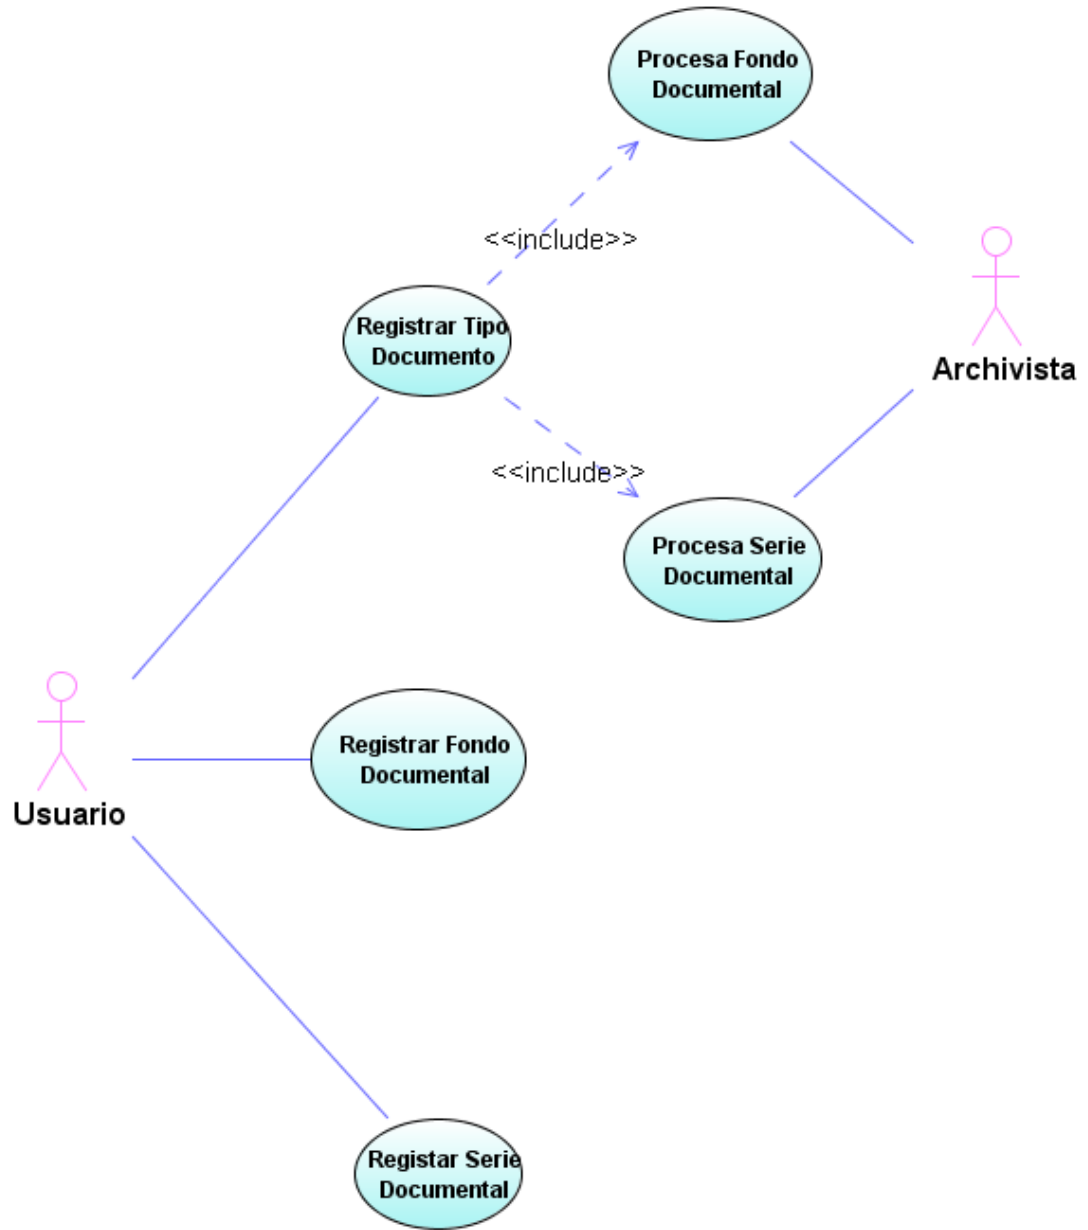 Procesa Fondo
Documental
<<include>>
Registrar Tipo
Documento
Archivista
<<include>>
Procesa Serie
Documental
Registrar Fondo
Documental
Usuario
Registar Serie
Documental